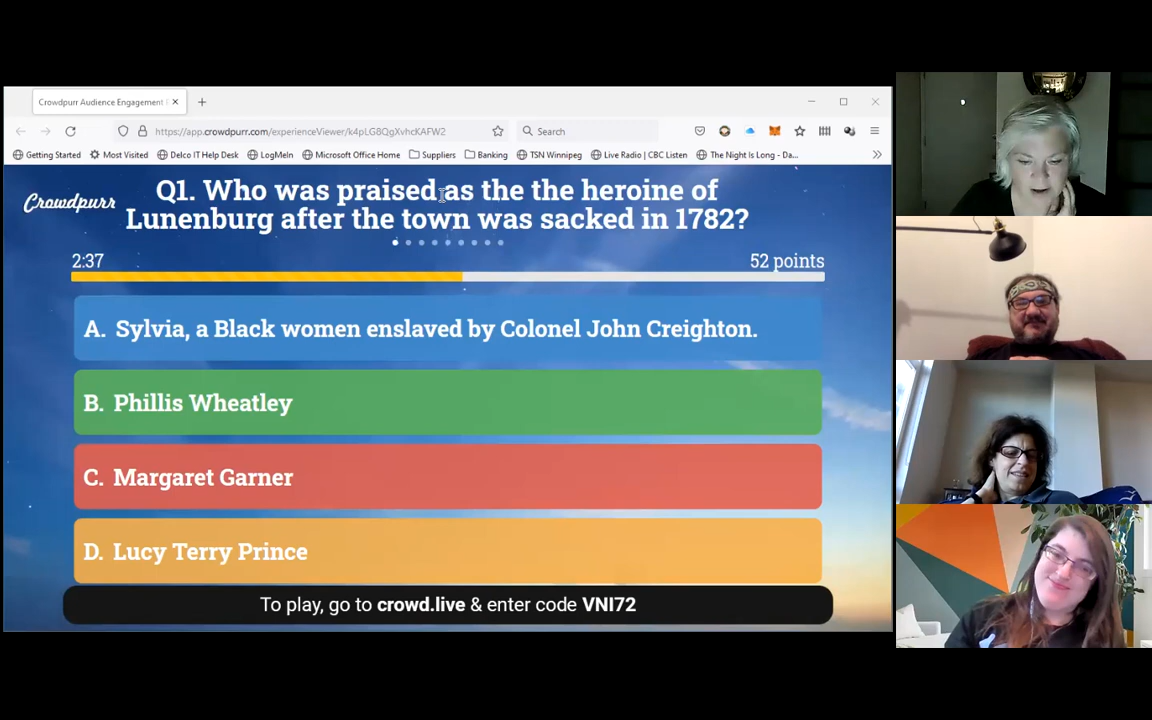 Crowdpurr Audience Engagement
https://app.crowdpurr.com/experienceViewer/k4pLG8QgXvhcKAFW2
Search
Getting Started Most Visited Delco IT Help Desk LogMeIn Microsoft Office Home Suppliers Banking TSN Winnipeg Live Radio | CBC Listen The Night Is Long - Da...
Crowdpurr
Q1. Who was praised as the the heroine of
Lunenburg after the town was sacked in 1782?
2:37
52 points
A. Sylvia, a Black women enslaved by Colonel John Creighton.
B. Phillis Wheatley
C. Margaret Garner
D. Lucy Terry Prince
To play, go to crowd.live & enter code VNI72